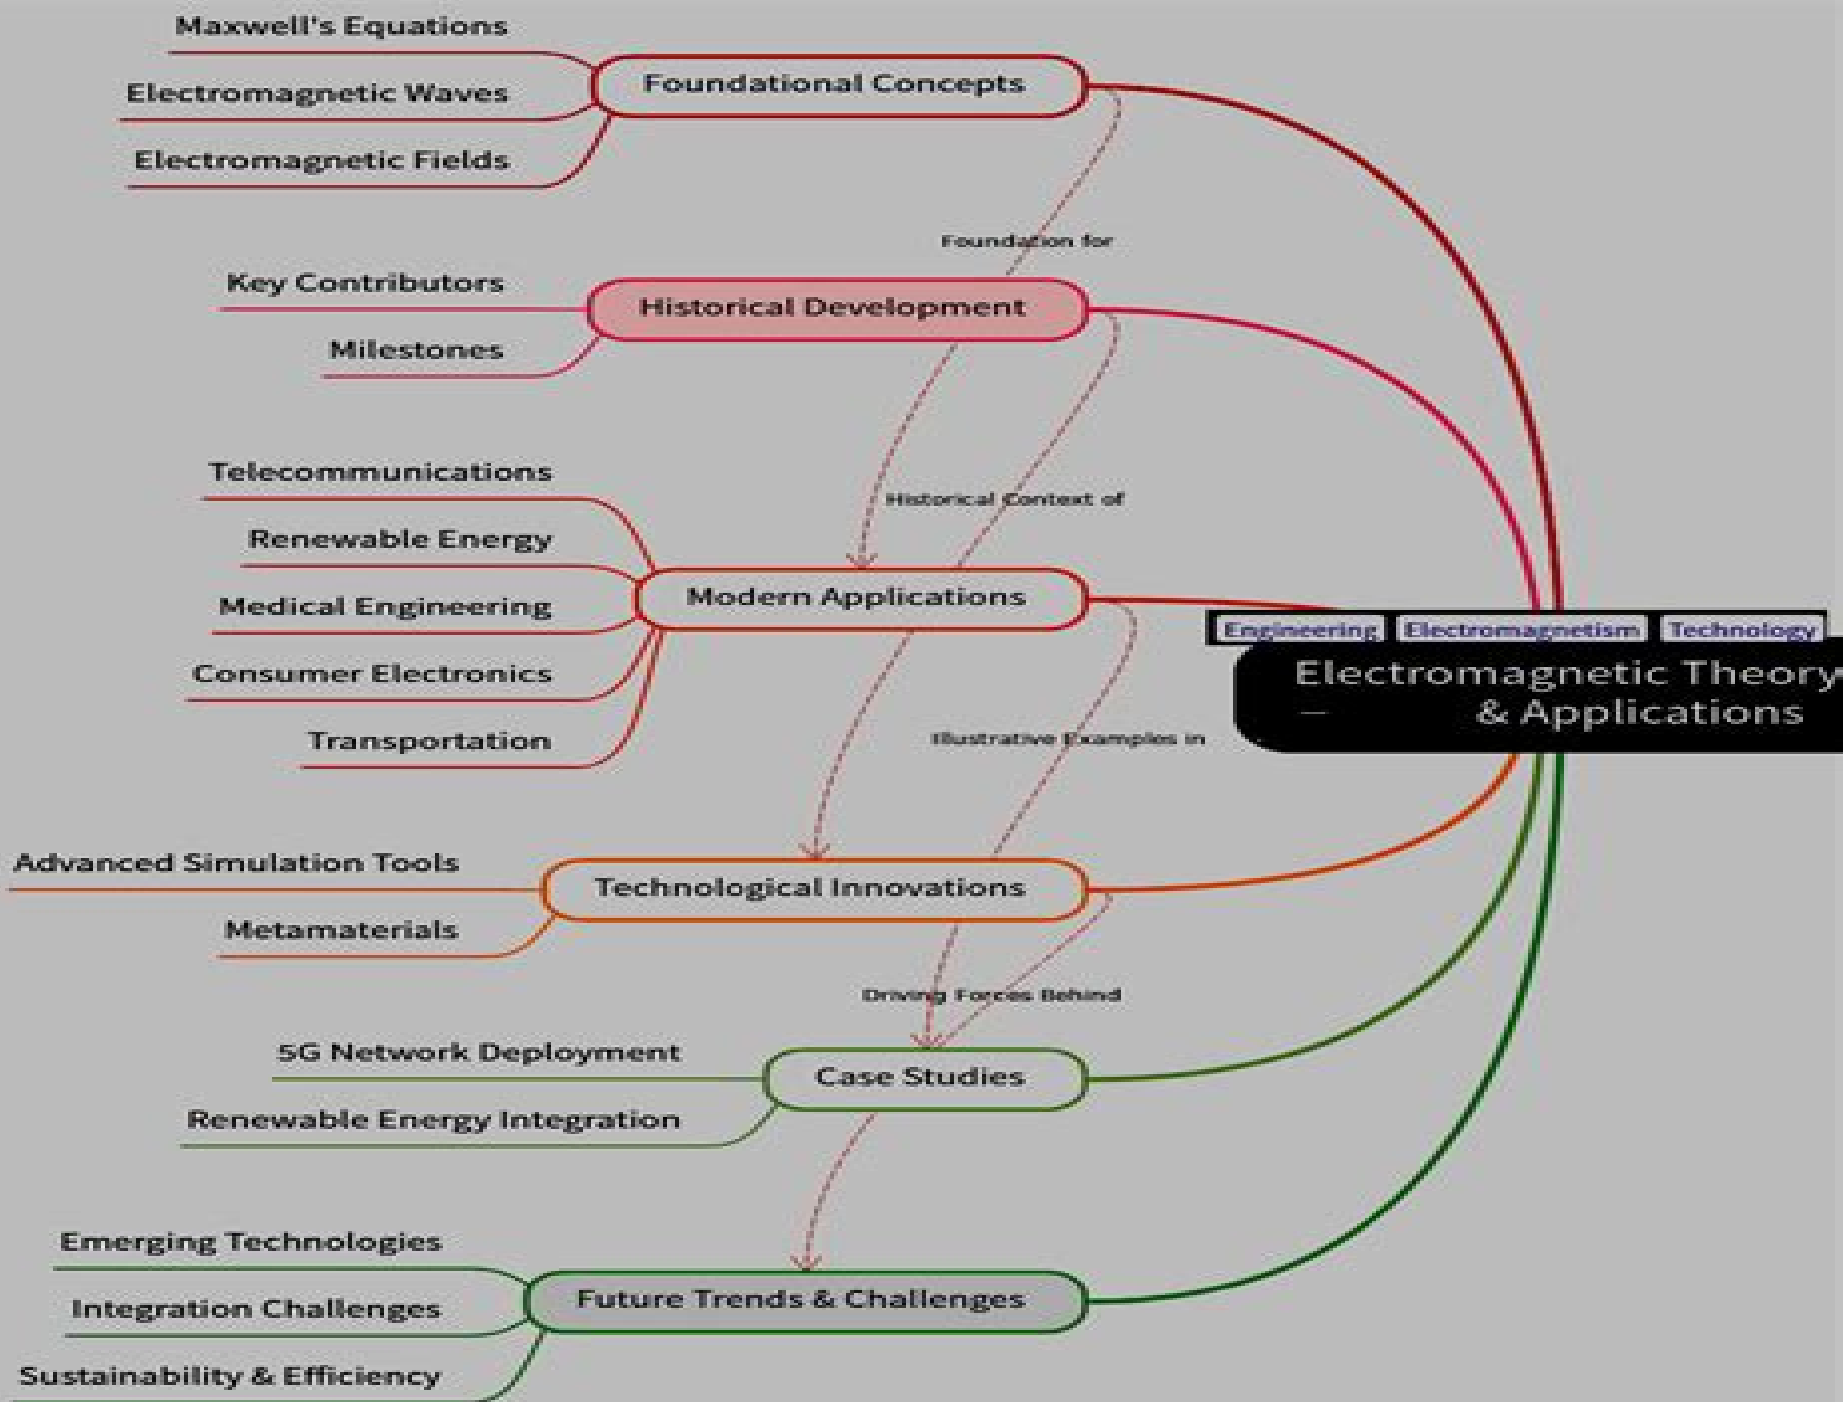 Maxwell's Equations
Electromagnetic Waves
Electromagnetic Fields
Foundational Concepts
Foundation for
Key Contributors
Milestones
Historical Development
Historical Context of
Telecommunications
Renewable Energy
Medical Engineering
Consumer Electronics
Transportation
Modern Applications
Engineering Electromagnetism Technology
Electromagnetic Theory
& Applications
Illustrative Examples in
Advanced Simulation Tools
Metamaterials
Technological Innovations
Driving Forces Behind
5G Network Deployment
Renewable Energy Integration
Case Studies
Emerging Technologies
Integration Challenges
Sustainability & Efficiency
Future Trends & Challenges